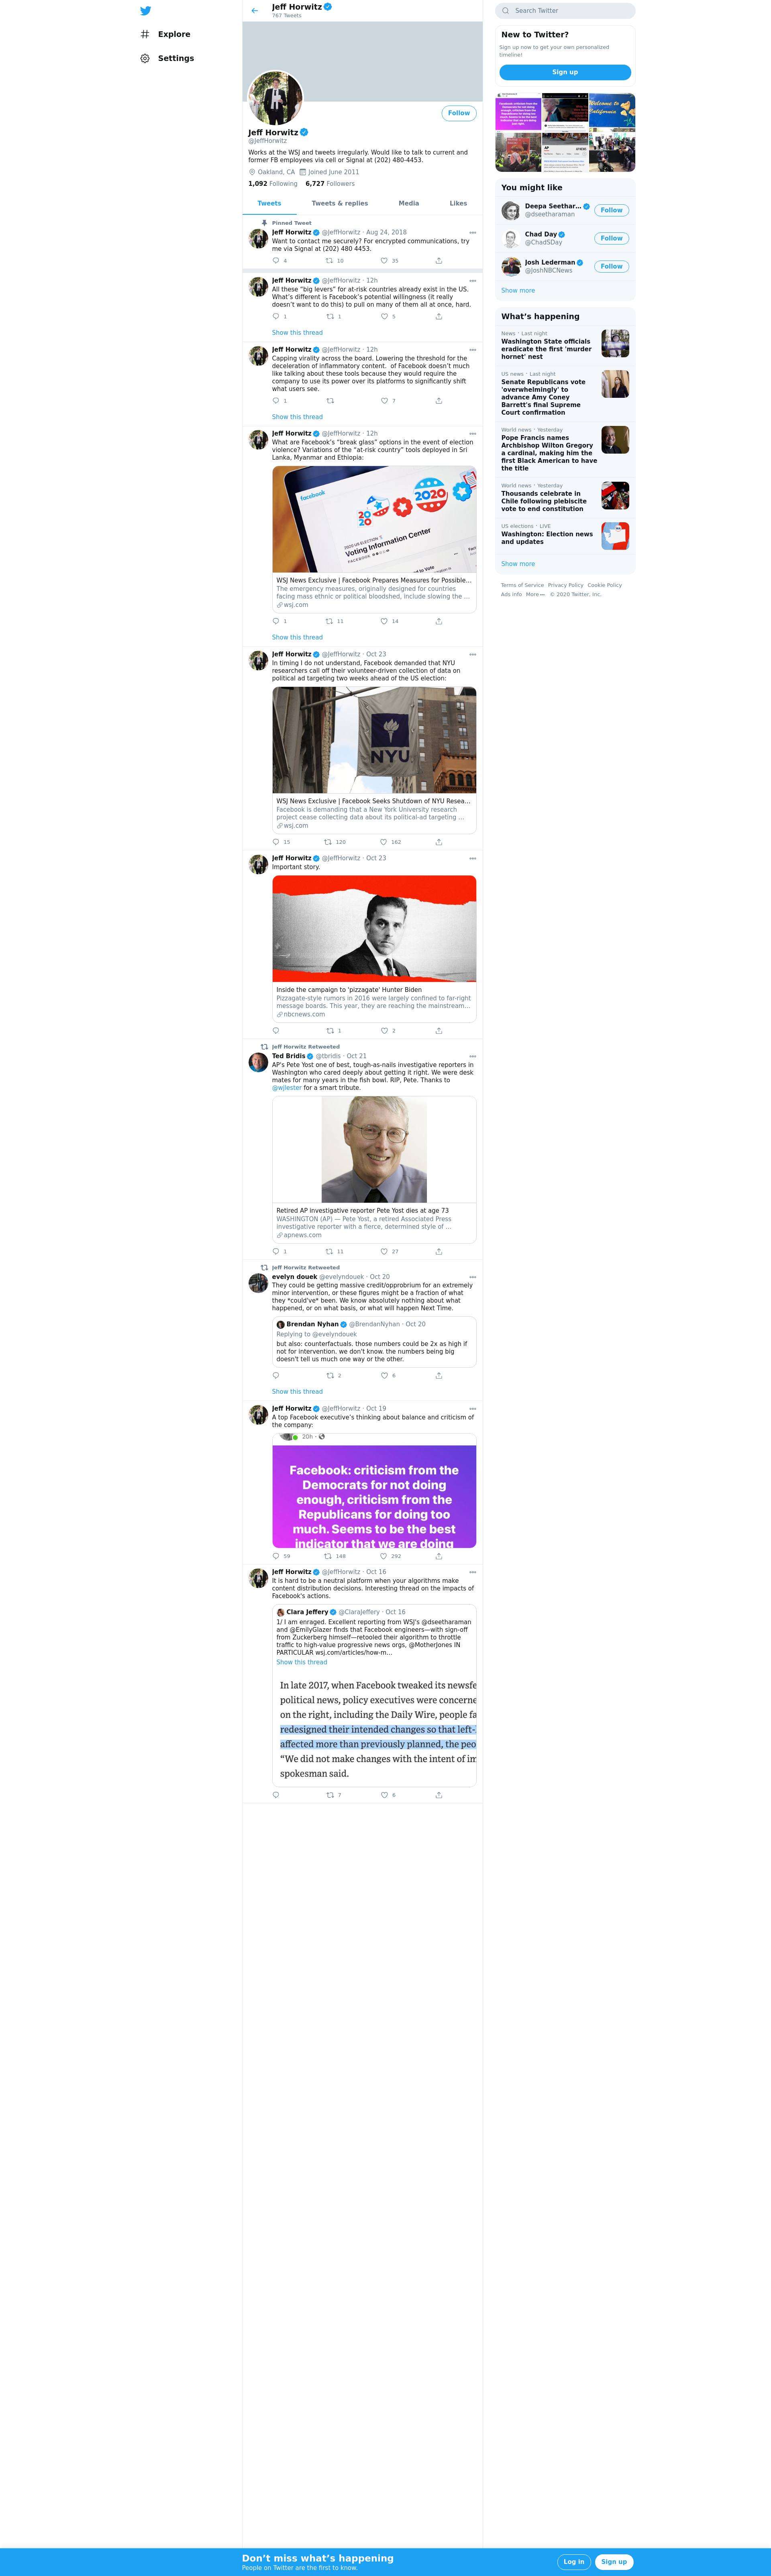 Explore
Settings
Jeff Horwitz
767 Tweets
Follow
Jeff Horwitz
@JeffHorwitz
Works at the WSJ and tweets irregularly. Would like to talk to current and
former FB employees via cell or Signal at (202) 480-4453.
Oakland, CA Joined June 2011
1,092 Following 6,727 Followers
Tweets Tweets & replies Media Likes
Pinned Tweet
Jeff Horwitz @JeffHorwitz · Aug 24, 2018
Want to contact me securely? For encrypted communications, try
me via Signal at (202) 480 4453.
4 10 35
Jeff Horwitz @JeffHorwitz · 12h
All these “big levers” for at-risk countries already exist in the US.
What’s different is Facebook’s potential willingness (it really
doesn’t want to do this) to pull on many of them all at once, hard.
1 1 5
Show this thread
Jeff Horwitz @JeffHorwitz · 12h
Capping virality across the board. Lowering the threshold for the
deceleration of inflammatory content. of Facebook doesn’t much
like talking about these tools because they would require the
company to use its power over its platforms to significantly shift
what users see.
1 7
Show this thread
Jeff Horwitz @JeffHorwitz · 12h
What are Facebook’s “break glass” options in the event of election
violence? Variations of the “at-risk country” tools deployed in Sri
Lanka, Myanmar and Ethiopia:
facebook
2020
2020
2020 US ELECTION
Voting Information Center
FACEBOOK
WSJ News Exclusive | Facebook Prepares Measures for Possible...
The emergency measures, originally designed for countries
facing mass ethnic or political bloodshed, include slowing the ...
wsj.com
1 11 14
Show this thread
Jeff Horwitz @JeffHorwitz · Oct 23
In timing I do not understand, Facebook demanded that NYU
researchers call off their volunteer-driven collection of data on
political ad targeting two weeks ahead of the US election:
NYU
WSJ News Exclusive | Facebook Seeks Shutdown of NYU Resea...
Facebook is demanding that a New York University research
project cease collecting data about its political-ad targeting ...
wsj.com
15 120 162
Jeff Horwitz @JeffHorwitz · Oct 23
Important story.
Inside the campaign to ‘pizzagate’ Hunter Biden
Pizzagate-style rumors in 2016 were largely confined to far-right
message boards. This year, they are reaching the mainstream...
nbcnews.com
1 2
Jeff Horwitz Retweeted
Ted Bridis @tbridis · Oct 21
AP's Pete Yost one of best, tough-as-nails investigative reporters in
Washington who cared deeply about getting it right. We were desk
mates for many years in the fish bowl. RIP, Pete. Thanks to
@wjlester for a smart tribute.
Retired AP investigative reporter Pete Yost dies at age 73
WASHINGTON (AP) — Pete Yost, a retired Associated Press
investigative reporter with a fierce, determined style of ...
apnews.com
1 11 27
Jeff Horwitz Retweeted
evelyn douek @evelyndouek · Oct 20
They could be getting massive credit/opprobrium for an extremely
minor intervention, or these figures might be a fraction of what
they *could've* been. We know absolutely nothing about what
happened, or on what basis, or what will happen Next Time.
Brendan Nyhan @BrendanNyhan · Oct 20
Replying to @evelyndouek
but also: counterfactuals. those numbers could be 2x as high if
not for intervention. we don't know. the numbers being big
doesn't tell us much one way or the other.
2 6
Show this thread
Jeff Horwitz @JeffHorwitz · Oct 19
A top Facebook executive’s thinking about balance and criticism of
the company:
20h ·
Facebook: criticism from the
Democrats for not doing
enough, criticism from the
Republicans for doing too
much. Seems to be the best
indicator that we are doing
59 148 292
Jeff Horwitz @JeffHorwitz · Oct 16
It is hard to be a neutral platform when your algorithms make
content distribution decisions. Interesting thread on the impacts of
Facebook's actions.
Clara Jeffery @ClaraJeffery · Oct 16
1/ I am enraged. Excellent reporting from WSJ's @dseetharaman
and @EmilyGlazer finds that Facebook engineers—with sign-off
from Zuckerberg himself—retooled their algorithm to throttle
traffic to high-value progressive news orgs, @MotherJones IN
PARTICULAR wsj.com/articles/how-m...
Show this thread
In late 2017, when Facebook tweaked its newsfe
political news, policy executives were concerne
on the right, including the Daily Wire, people fa
redesigned their intended changes so that left-
affected more than previously planned, the peo
“We did not make changes with the intent of im
spokesman said.
7 6
Search Twitter
New to Twitter?
Sign up now to get your own personalized
timeline!
Sign up
Welcome to
California
You might like
Deepa Seethar...
@dseetharaman
Follow
Chad Day
@ChadSDay
Follow
Josh Lederman
@JoshNBCNews
Follow
Show more
What’s happening
News · Last night
Washington State officials
eradicate the first 'murder
hornet' nest
US news · Last night
Senate Republicans vote
'overwhelmingly' to
advance Amy Coney
Barrett's final Supreme
Court confirmation
World news · Yesterday
Pope Francis names
Archbishop Wilton Gregory
a cardinal, making him the
first Black American to have
the title
World news · Yesterday
Thousands celebrate in
Chile following plebiscite
vote to end constitution
US elections · LIVE
Washington: Election news
and updates
Show more
Terms of Service Privacy Policy Cookie Policy
Ads info More © 2020 Twitter, Inc.
Don’t miss what’s happening
People on Twitter are the first to know.
Log in
Sign up